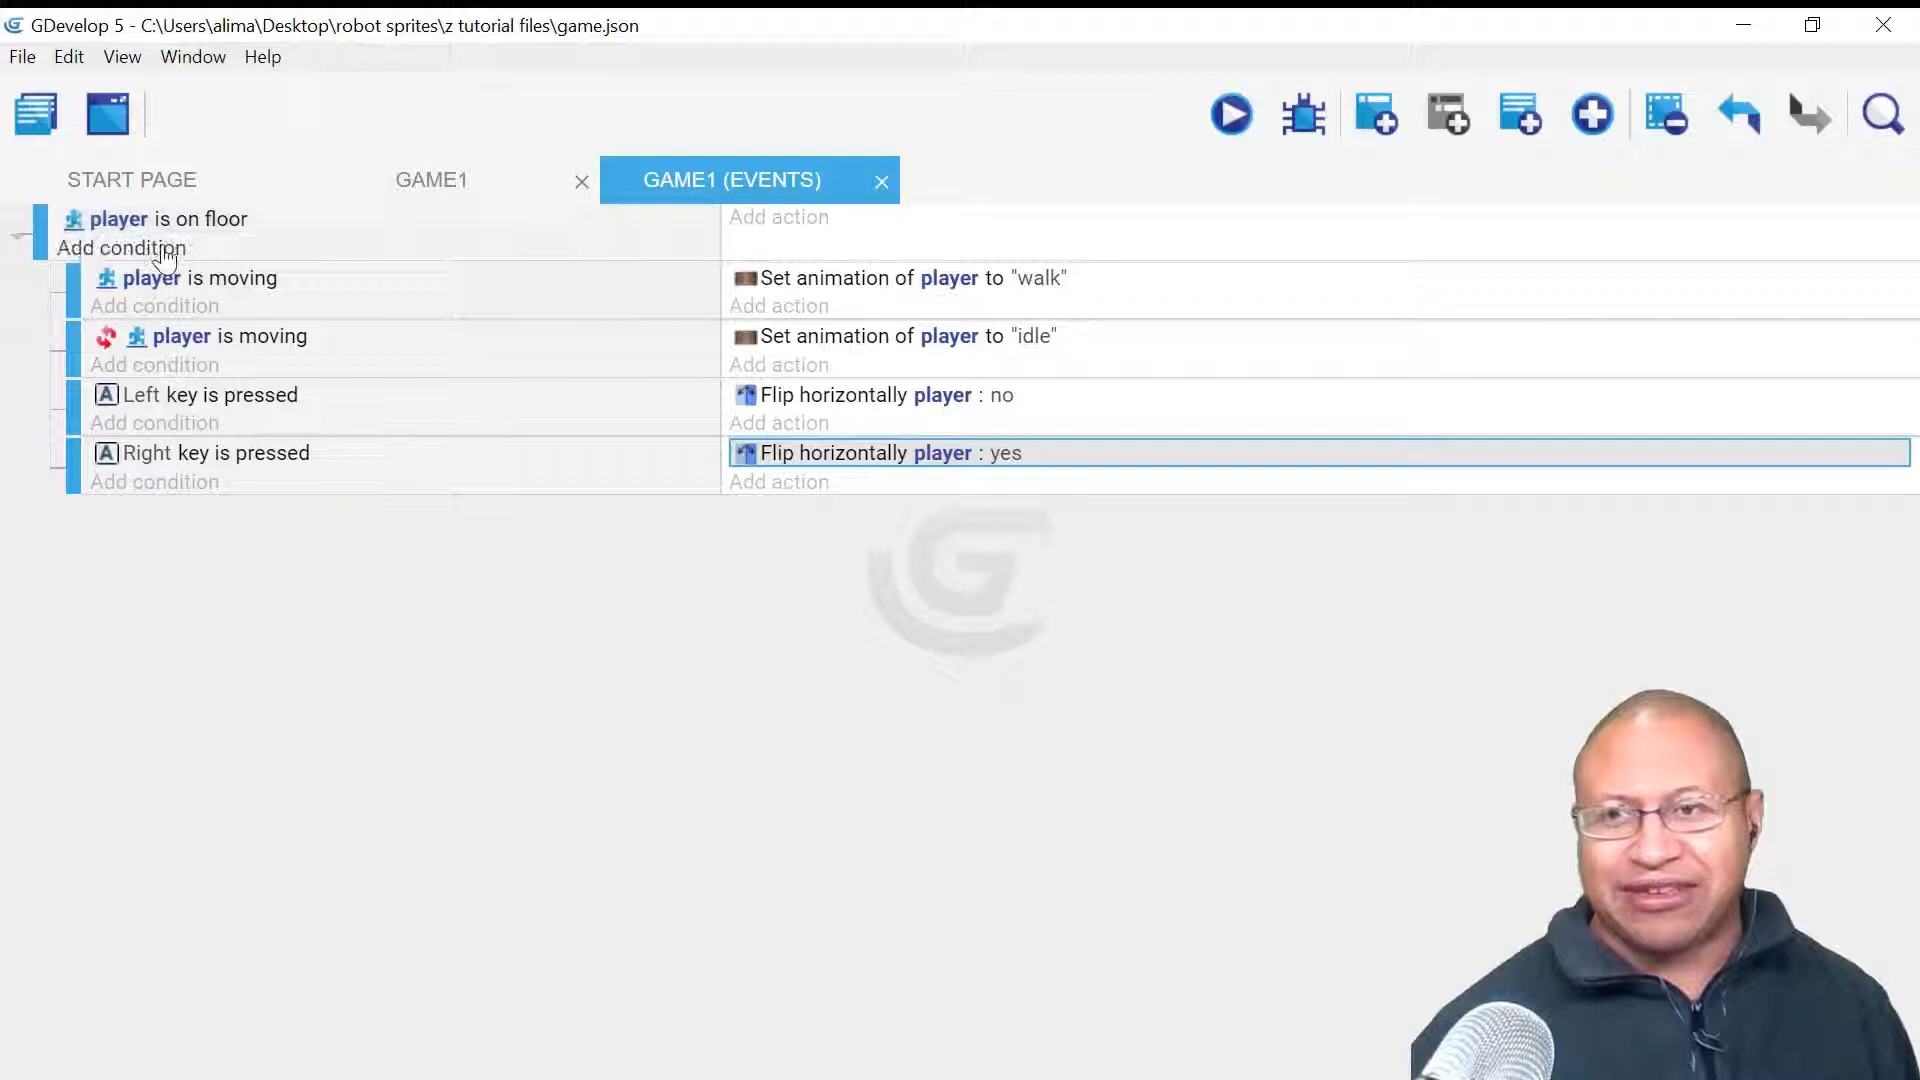 GDevelop 5 - C:\Users\alima\Desktop\robot sprites\z tutorial files\game.json
File Edit View Window Help
START PAGE GAME1 GAME1 (EVENTS)
player is on floor Add action
Add condition
player is moving Set animation of player to "walk"
Add condition Add action
player is moving Set animation of player to "idle"
Add condition Add action
Left key is pressed Flip horizontally player : no
Add condition Add action
Right key is pressed Flip horizontally player : yes
Add condition Add action